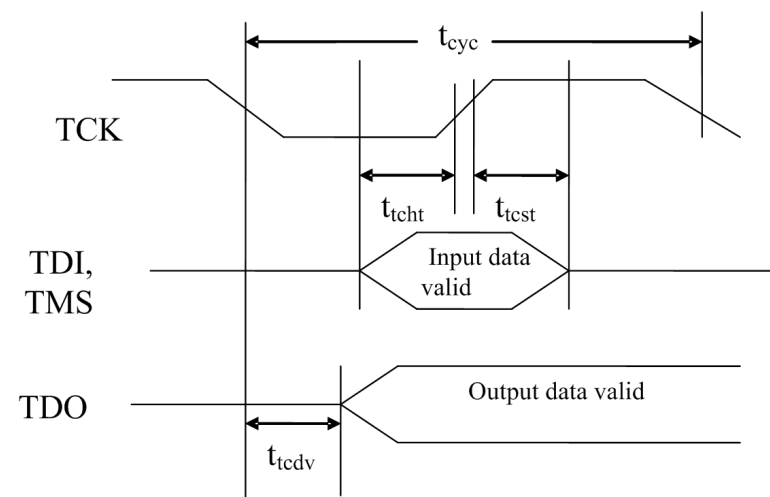 tcyc
TCK
ttcht
ttcst
TDI,
TMS
Input data
valid
TDO
Output data valid
ttcdv